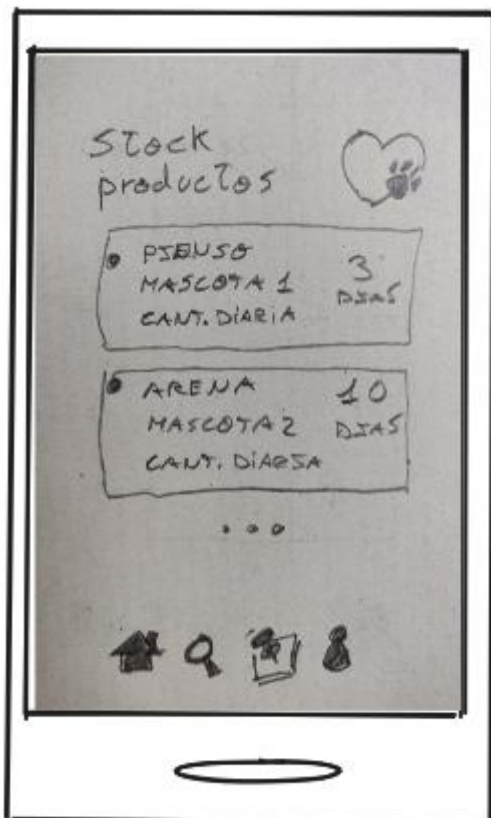 Stock
productos
PIENSO
MASCOTA 1
CANT. DIARIA
3
DIAS
ARENA
MASCOTA 2
CANT. DIARIA
10
DIAS